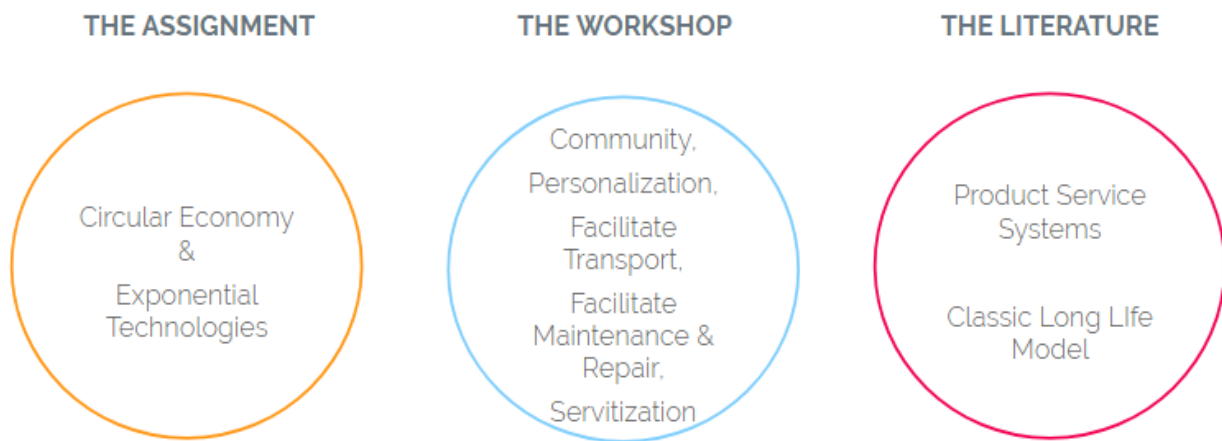 THE ASSIGNMENT
Circular Economy
&
Exponential
Technologies
THE WORKSHOP
Community,
Personalization,
Facilitate
Transport,
Facilitate
Maintenance &
Repair,
Servitization
THE LITERATURE
Product Service
Systems
Classic Long LIfe
Model